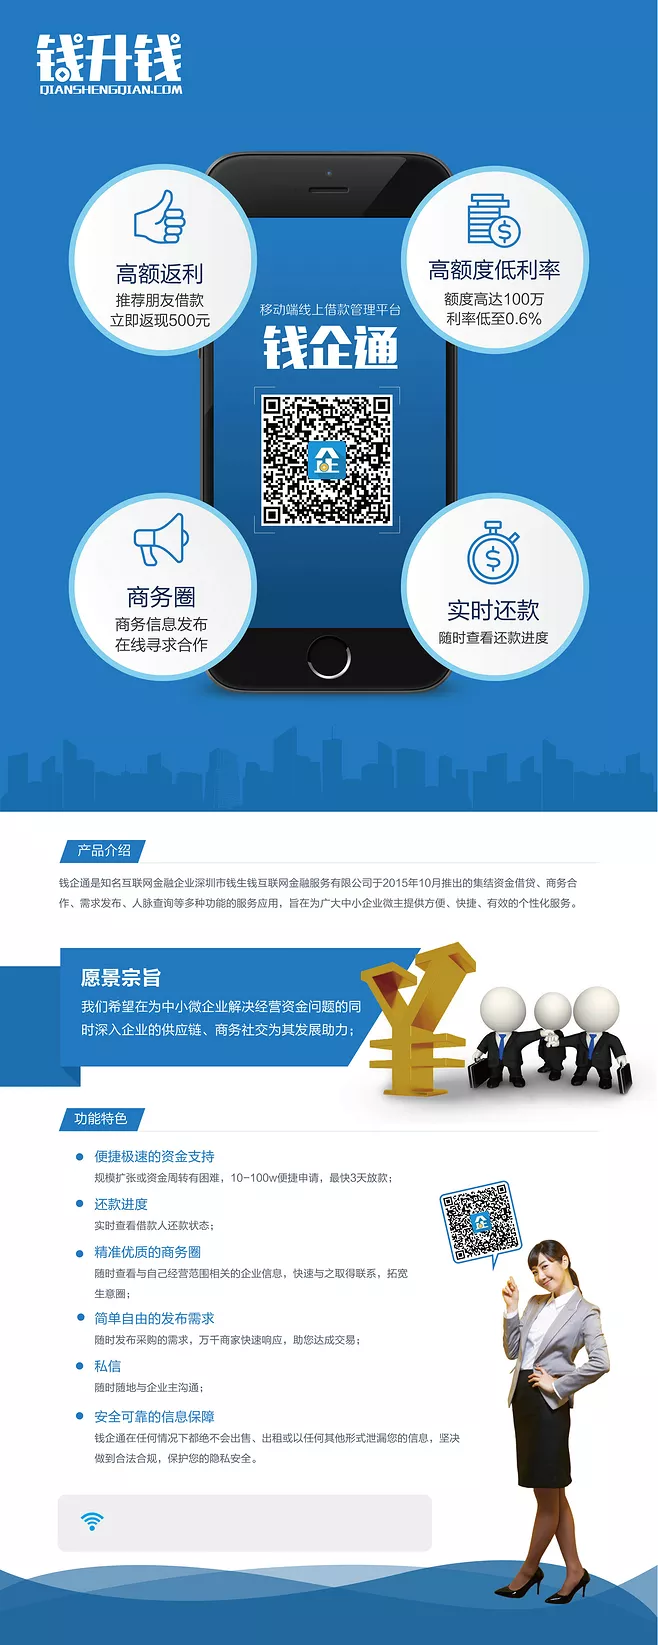 钱升钱
QIANSHENGQIAN.COM
高额返利
推荐朋友借款
立即返现500元
高额度低利率
额度高达100万
利率低至0.6%
移动端线上借款管理平台
钱企通
企
商务圈
商务信息发布
在线寻求合作
实时还款
随时查看还款进度
产品介绍
钱企通是知名互联网金融企业深圳市钱生钱互联网金融服务有限公司于2015年10月推出的集结资金借贷、商务合
作、需求发布、人脉查询等多种功能的服务应用，旨在为广大中小企业微主提供方便、快捷、有效的个性化服务。
愿景宗旨
我们希望在为中小微企业解决经营资金问题的同
时深入企业的供应链、商务社交为其发展助力；
功能特色
便捷极速的资金支持
规模扩张或资金周转有困难，10-100w便捷申请，最快3天放款；
还款进度
实时查看借款人还款状态；
精准优质的商务圈
随时查看与自己经营范围相关的企业信息，快速与之取得联系，拓宽
生意圈；
简单自由的发布需求
随时发布采购的需求，万千商家快速响应，助您达成交易；
私信
随时随地与企业主沟通；
安全可靠的信息保障
钱企通在任何情况下都绝不会出售、出租或以任何其他形式泄漏您的信息，坚决
做到合法合规，保护您的隐私安全。
企